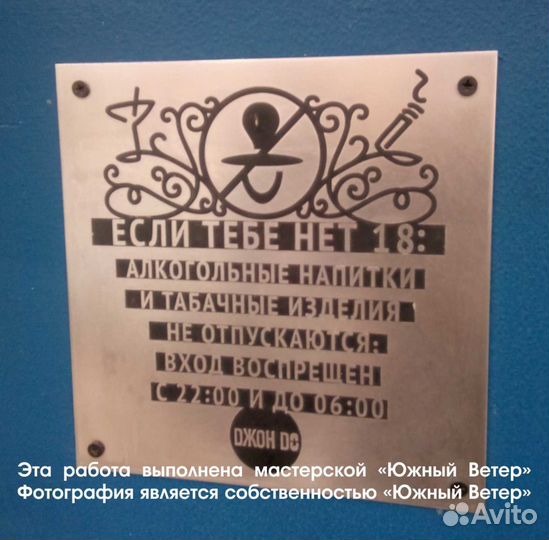 ЕСЛИ ТЕБЕ НЕТ 18:
АЛКОГОЛЬНЫЕ НАПИТКИ
И ТАБАЧНЫЕ ИЗДЕЛИЯ
НЕ ОТПУСКАЮТСЯ;
ВХОД ВОСПРЕЩЕН
С 22:00 И ДО 06:00
ДЖОН DO
Эта работа выполнена мастерской «Южный Ветер»
Фотография является собственностью «Южный Ветер»
Avito